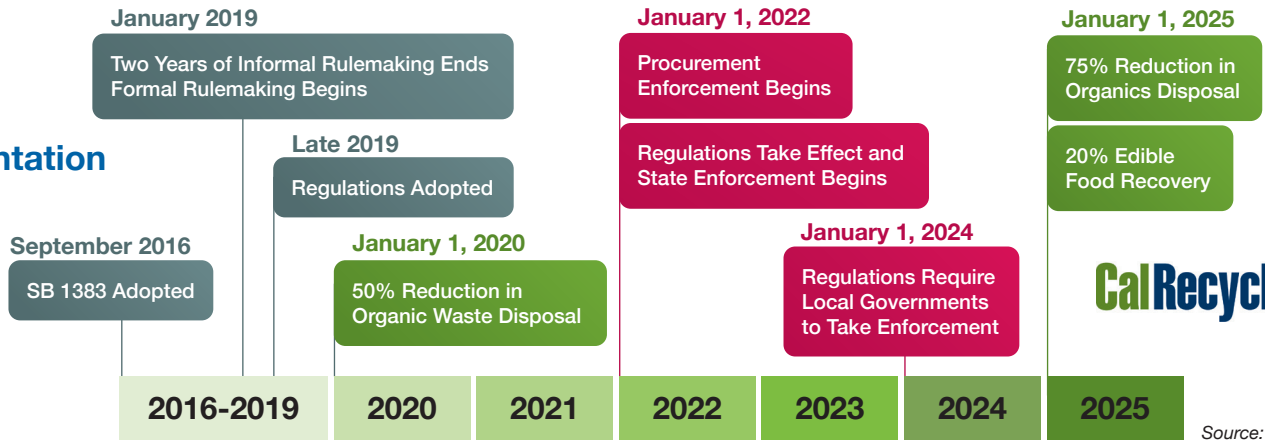 January 2019
Two Years of Informal Rulemaking Ends
Formal Rulemaking Begins
January 1, 2022
Procurement
Enforcement Begins
January 1, 2025
75% Reduction in
Organics Disposal
ntation
Late 2019
Regulations Adopted
Regulations Take Effect and
State Enforcement Begins
20% Edible
Food Recovery
September 2016
SB 1383 Adopted
January 1, 2020
50% Reduction in
Organic Waste Disposal
January 1, 2024
Regulations Require
Local Governments
to Take Enforcement
CalRecycl
2016-2019
2020
2021
2022
2023
2024
2025
Source: